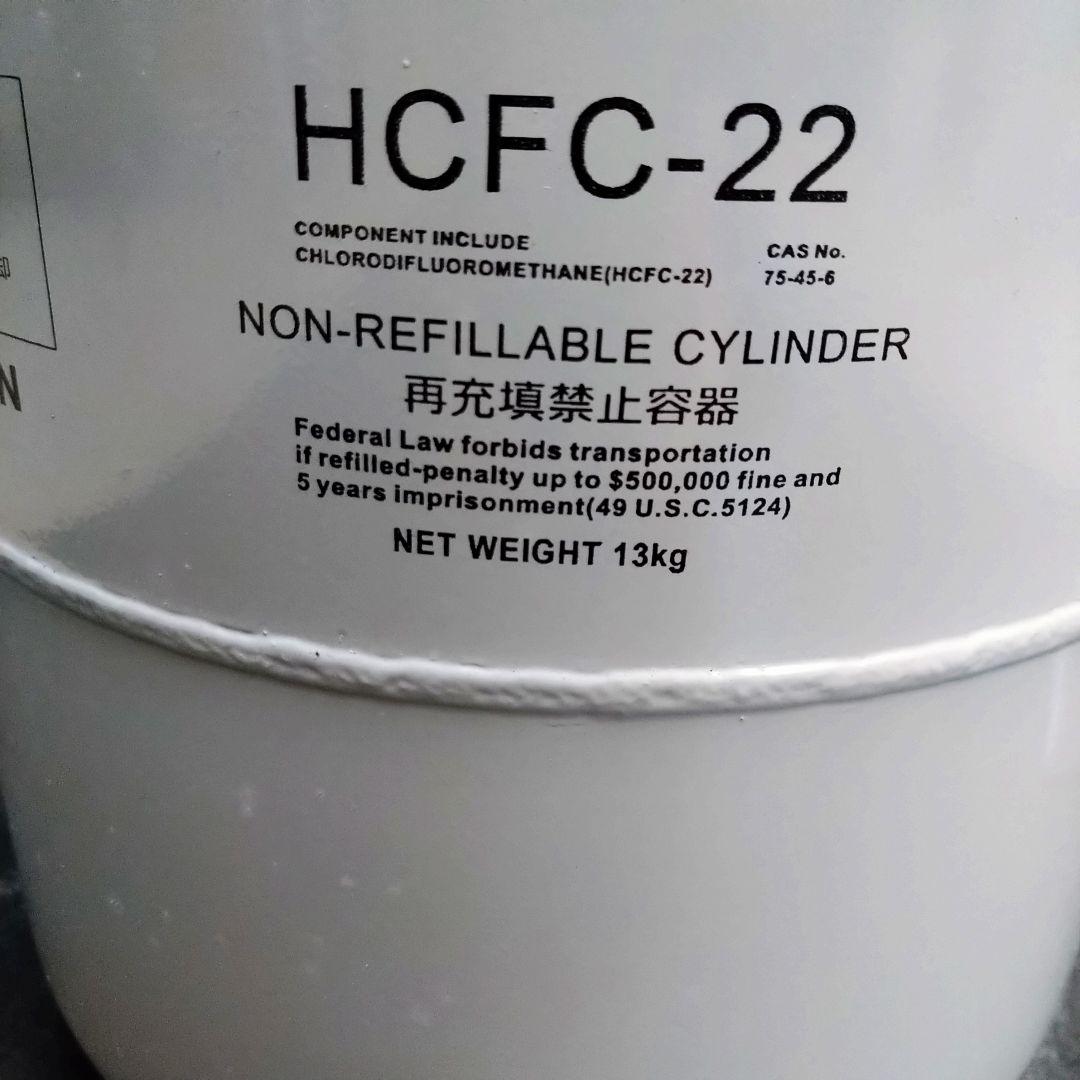 HCFC-22
COMPONENT INCLUDE
CHLORODIFLUOROMETHANE(HCFC-22)
CAS No.
75-45-6
NON-REFILLABLE CYLINDER
再充填禁止容器
Federal Law forbids transportation
if refilled-penalty up to $500,000 fine and
5 years imprisonment(49 U.S.C.5124)
NET WEIGHT 13kg